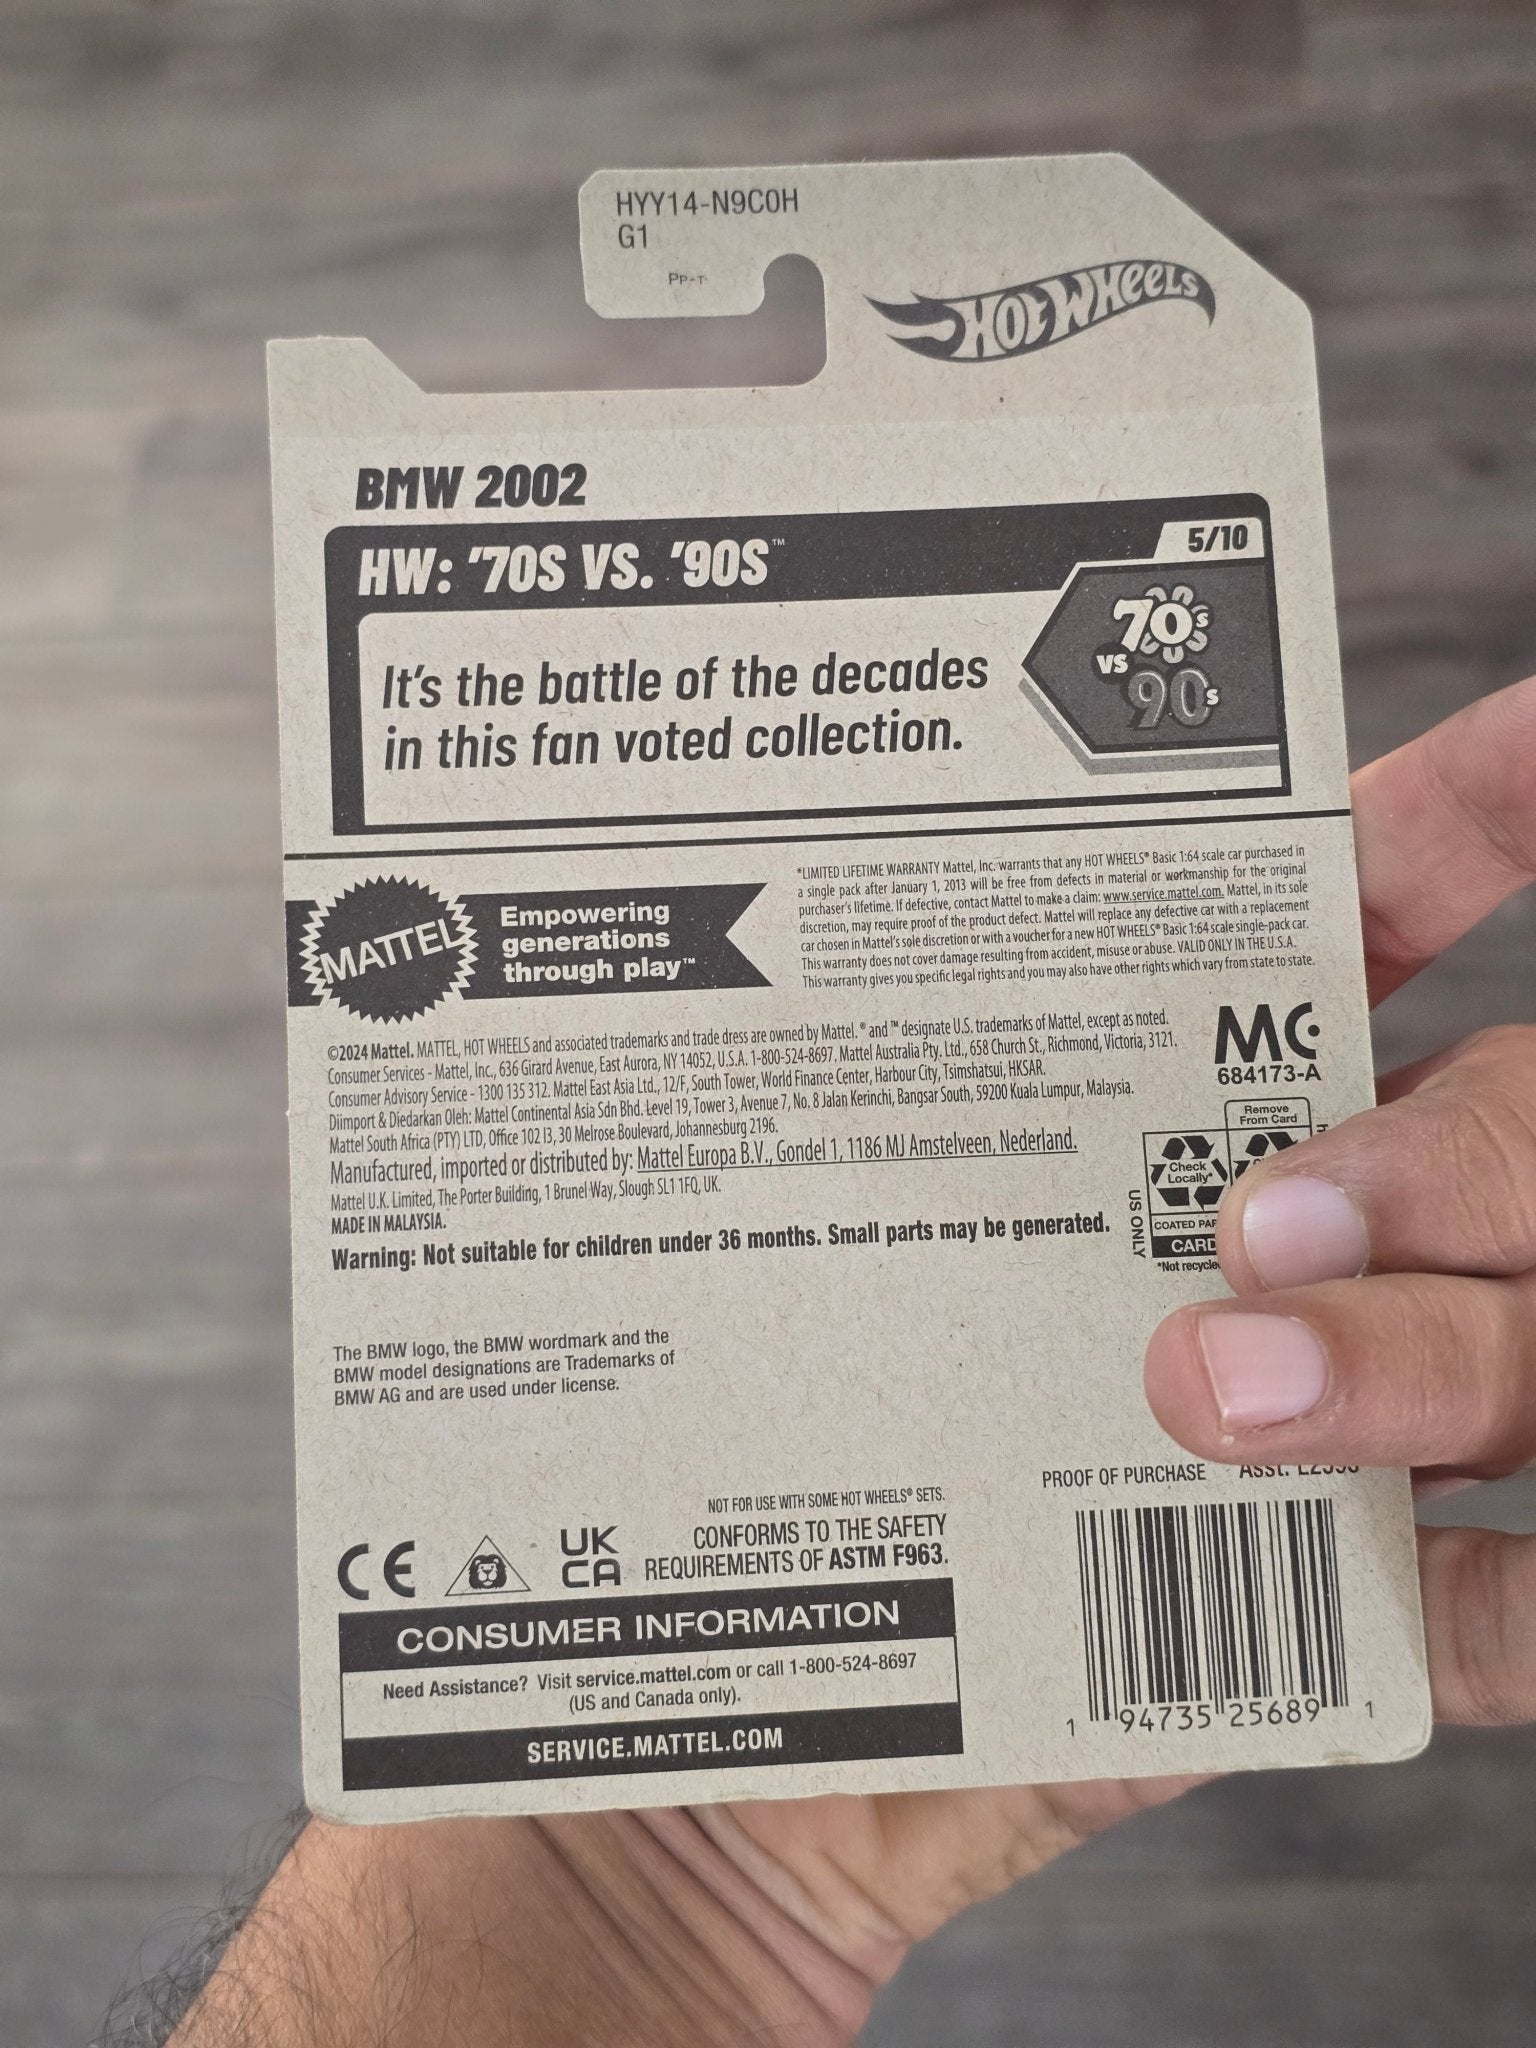 HYY14-N9C0H
G1
PP-T
HOT WHEELS
BMW 2002
HW: '70S VS. '90S™
5/10
70s
VS
90s
It's the battle of the decades
in this fan voted collection.
MATTEL
Empowering
generations
through play™
*LIMITED LIFETIME WARRANTY Mattel, Inc. warrants that any HOT WHEELS® Basic 1:64 scale car purchased in
a single pack after January 1, 2013 will be free from defects in material or workmanship for the original
purchaser's lifetime. If defective, contact Mattel to make a claim: www.service.mattel.com. Mattel, in its sole
discretion, may require proof of the product defect. Mattel will replace any defective car with a replacement
car chosen in Mattel's sole discretion or with a voucher for a new HOT WHEELS® Basic 1:64 scale single-pack car.
This warranty does not cover damage resulting from accident, misuse or abuse. VALID ONLY IN THE U.S.A.
This warranty gives you specific legal rights and you may also have other rights which vary from state to state.
©2024 Mattel. MATTEL, HOT WHEELS and associated trademarks and trade dress are owned by Mattel. ® and ™ designate U.S. trademarks of Mattel, except as noted.
Consumer Services - Mattel, Inc., 636 Girard Avenue, East Aurora, NY 14052, U.S.A. 1-800-524-8697. Mattel Australia Pty. Ltd., 658 Church St., Richmond, Victoria, 3121.
Consumer Advisory Service - 1300 135 312. Mattel East Asia Ltd., 12/F, South Tower, World Finance Center, Harbour City, Tsimshatsui, HKSAR.
Diimport & Diedarkan Oleh: Mattel Continental Asia Sdn Bhd. Level 19, Tower 3, Avenue 7, No. 8 Jalan Kerinchi, Bangsar South, 59200 Kuala Lumpur, Malaysia.
Mattel South Africa (PTY) LTD, Office 102 I3, 30 Melrose Boulevard, Johannesburg 2196.
Manufactured, imported or distributed by: Mattel Europa B.V., Gondel 1, 1186 MJ Amstelveen, Nederland.
Mattel U.K. Limited, The Porter Building, 1 Brunel Way, Slough SL1 1FQ, UK.
MADE IN MALAYSIA.
Warning: Not suitable for children under 36 months. Small parts may be generated.
MC
684173-A
Remove
From Card
Check
Locally*
US ONLY
COATED
CARD
*Not
The BMW logo, the BMW wordmark and the
BMW model designations are Trademarks of
BMW AG and are used under license.
PROOF OF PURCHASE Asst.
NOT FOR USE WITH SOME HOT WHEELS® SETS.
CONFORMS TO THE SAFETY
REQUIREMENTS OF ASTM F963.
CE
UK
CA
CONSUMER INFORMATION
Need Assistance? Visit service.mattel.com or call 1-800-524-8697
(US and Canada only).
SERVICE.MATTEL.COM
1 94735 25689 1